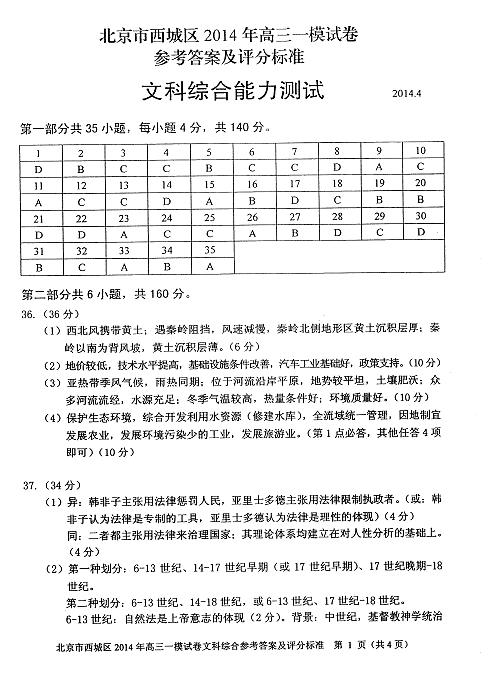 北京市西城区 2014 年高三一模试卷
参考答案及评分标准
文科综合能力测试 2014.4
第一部分共 35 小题，每小题 4 分，共 140 分。
1 2 3 4 5 6 7 8 9 10
D B C C B C C D A C
11 12 13 14 15 16 17 18 19 20
A C C D A B D C B B
21 22 23 24 25 26 27 28 29 30
D D A C C A B D C D
31 32 33 34 35
B C A B A
第二部分共 6 小题，共 160 分。
36.（36 分）
（1）西北风携带黄土；遇秦岭阻挡，风速减慢，秦岭北侧地形区黄土沉积层厚；秦
岭以南为背风坡，黄土沉积层薄。（6 分）
（2）地价较低，技术水平提高，基础设施条件改善，汽车工业基础好，政策支持。（10 分）
（3）亚热带季风气候，雨热同期；位于河流沿岸平原，地势较平坦，土壤肥沃；众
多河流流经，水源充足；冬季气温较高，热量条件好；环境质量好。（10 分）
（4）保护生态环境，综合开发利用水资源（修建水库），全流域统一管理，因地制宜
发展农业，发展环境污染少的工业，发展旅游业。（第 1 点必答，其他任答 4 项
即可）（10 分）
37.（34 分）
（1）异：韩非子主张用法律惩罚人民，亚里士多德主张用法律限制执政者。（或：韩
非子认为法律是专制的工具，亚里士多德认为法律是理性的体现）（4 分）
同：二者都主张用法律来治理国家；其理论体系均建立在对人性分析的基础上。
（4 分）
（2）第一种划分：6-13 世纪、14-17 世纪早期（或 17 世纪早期）、17 世纪晚期-18
世纪。
第二种划分：6-13 世纪、14-18 世纪，或 6-13 世纪、17 世纪-18 世纪。
6-13 世纪：自然法是上帝意志的体现（2 分）。背景：中世纪，基督教神学统治
北京市西城区 2014 年高三一模试卷文科综合参考答案及评分标准 第 1 页（共 4 页）